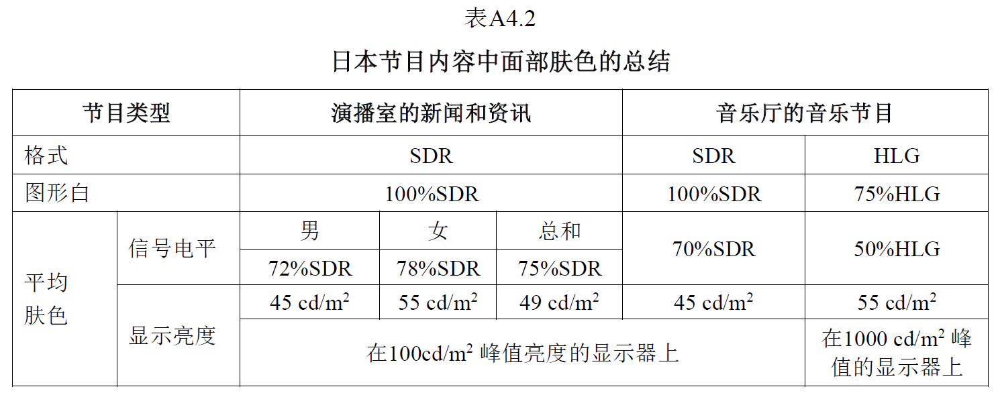 表A4.2
日本节目内容中面部肤色的总结
节目类型 演播室的新闻和资讯 音乐厅的音乐节目
格式 SDR SDR HLG
图形白 100%SDR 100%SDR 75%HLG
平均肤色 信号电平 男 女 总和 70%SDR 50%HLG
72%SDR 78%SDR 75%SDR
显示亮度 45 cd/m² 55 cd/m² 49 cd/m² 45 cd/m² 55 cd/m²
在100cd/m² 峰值亮度的显示器上 在1000 cd/m² 峰
值的显示器上